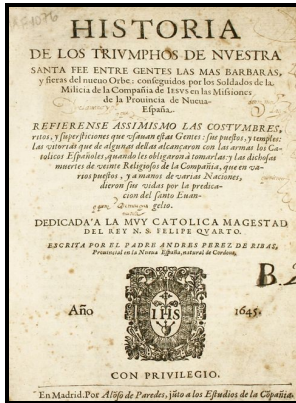 HISTORIA
DE LOS TRIVMPHOS DE NVESTRA
SANTA FEE ENTRE GENTES LAS MAS BARBARAS,
y fieras del nueuo Orbe: conseguidos por los Soldados de la
Milicia de la Compañia de IESVS en las Missiones
de la Prouincia de Nueua-
España.
REFIERENSE ASSIMISMO LAS COSTVMBRES,
ritos, y supersticiones que vsauan estas Gentes: sus puestos, y temples:
las vitorias que de algunas dellas alcançaron con las armas los Ca-
tolicos Españoles, quando les obligaron à tomarlas: y las dichosas
muertes de veinte Religiosos de la Compañia, que en va-
rios puestos, y a manos de varias Naciones,
dieron sus vidas por la predica-
cion del santo Euan-
gelio.
DEDICADA A LA MVY CATOLICA MAGESTAD
DEL REY N. S. FELIPE QVARTO.
ESCRITA POR EL PADRE ANDRES PEREZ DE RIBAS,
Prouincial en la Nueua España, natural de Cordoua.
B.2
Año IHS 1645.
CON PRIVILEGIO.
En Madrid. Por Alõso de Paredes, jũto a los Estudios de la Cõpañia.